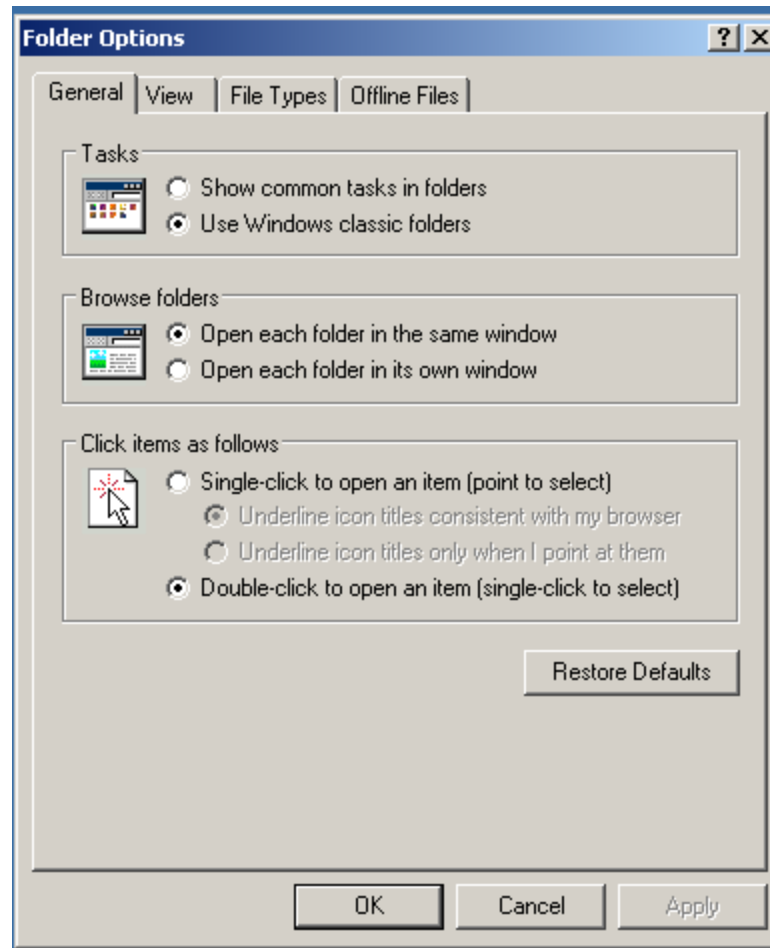 Folder Options
General View File Types Offline Files
Tasks
Show common tasks in folders
Use Windows classic folders
Browse folders
Open each folder in the same window
Open each folder in its own window
Click items as follows
Single-click to open an item (point to select)
Underline icon titles consistent with my browser
Underline icon titles only when I point at them
Double-click to open an item (single-click to select)
Restore Defaults
OK Cancel Apply